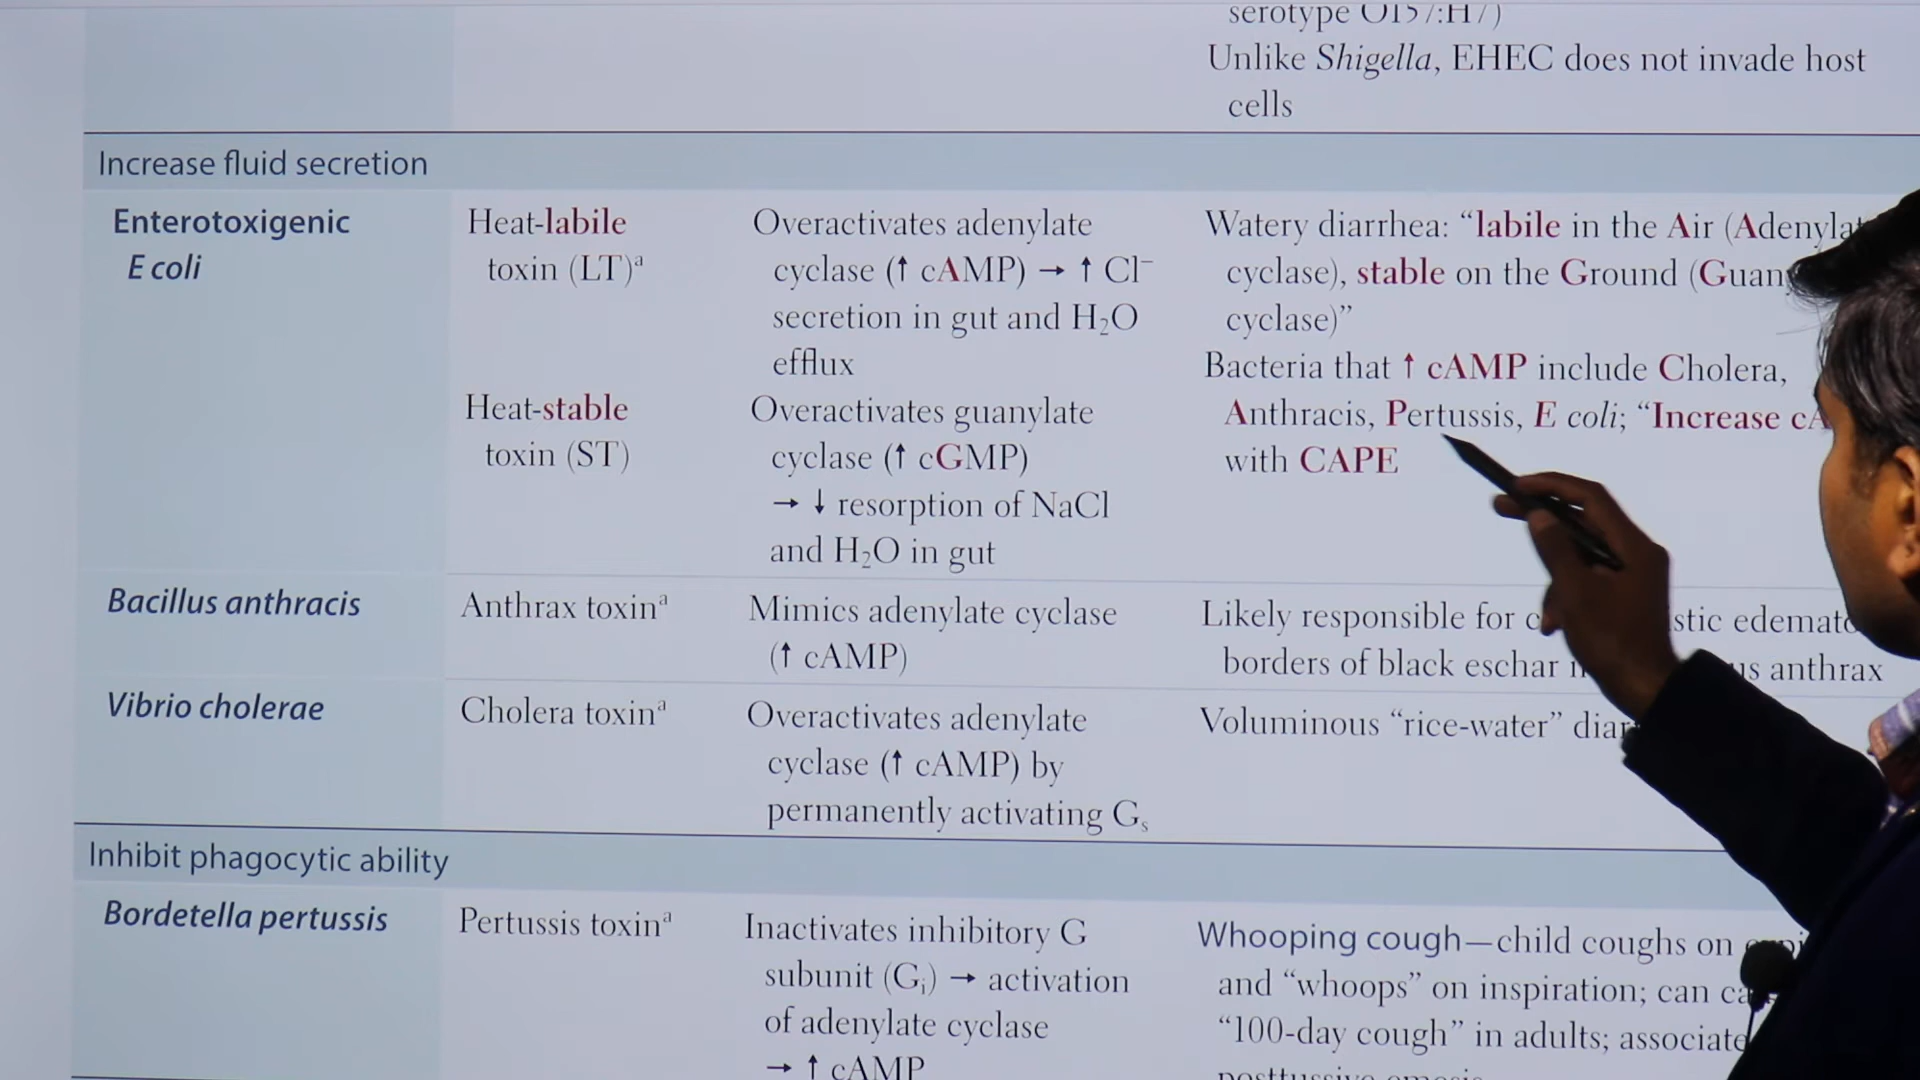 serotype O157:H7)
Unlike Shigella, EHEC does not invade host
cells
Increase fluid secretion
Enterotoxigenic
E coli
Heat-labile
toxin (LT)ᵃ
Overactivates adenylate
cyclase (↑ cAMP) → ↑ Cl⁻
secretion in gut and H₂O
efflux
Watery diarrhea: “labile in the Air (Adenylat
cyclase), stable on the Ground (Guan
cyclase)”
Bacteria that ↑ cAMP include Cholera,
Anthracis, Pertussis, E coli; “Increase cA
with CAPE
Heat-stable
toxin (ST)
Overactivates guanylate
cyclase (↑ cGMP)
→ ↓ resorption of NaCl
and H₂O in gut
Bacillus anthracis
Anthrax toxinᵃ
Mimics adenylate cyclase
(↑ cAMP)
Likely responsible for edemato
borders of black eschar anthrax
Vibrio cholerae
Cholera toxinᵃ
Overactivates adenylate
cyclase (↑ cAMP) by
permanently activating Gₛ
Voluminous “rice-water” diar
Inhibit phagocytic ability
Bordetella pertussis
Pertussis toxinᵃ
Inactivates inhibitory G
subunit (Gᵢ) → activation
of adenylate cyclase
→ ↑ cAMP
Whooping cough—child coughs on
and “whoops” on inspiration; can
“100-day cough” in adults; associate
posttussive emesis